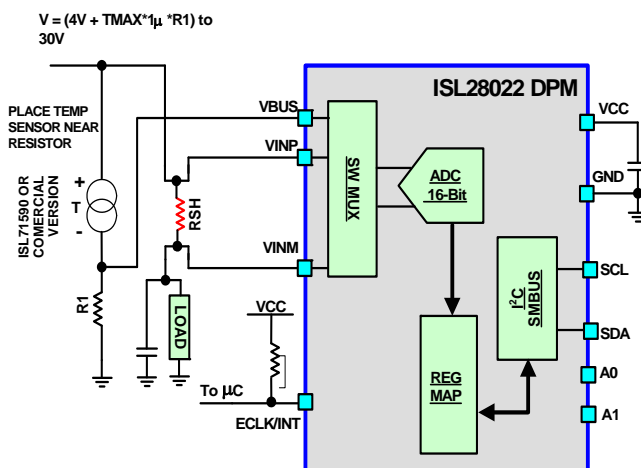 V = (4V + TMAX*1µ *R1) to
30V
PLACE TEMP
SENSOR NEAR
RESISTOR
ISL71590 OR
COMERCIAL
VERSION
+
T
-
R1
RSH
LOAD
VCC
To µC
ECLK/INT
VBUS
VINP
VINM
ISL28022 DPM
SW MUX
ADC
16-Bit
REG
MAP
I²C
SMBUS
VCC
GND
SCL
SDA
A0
A1